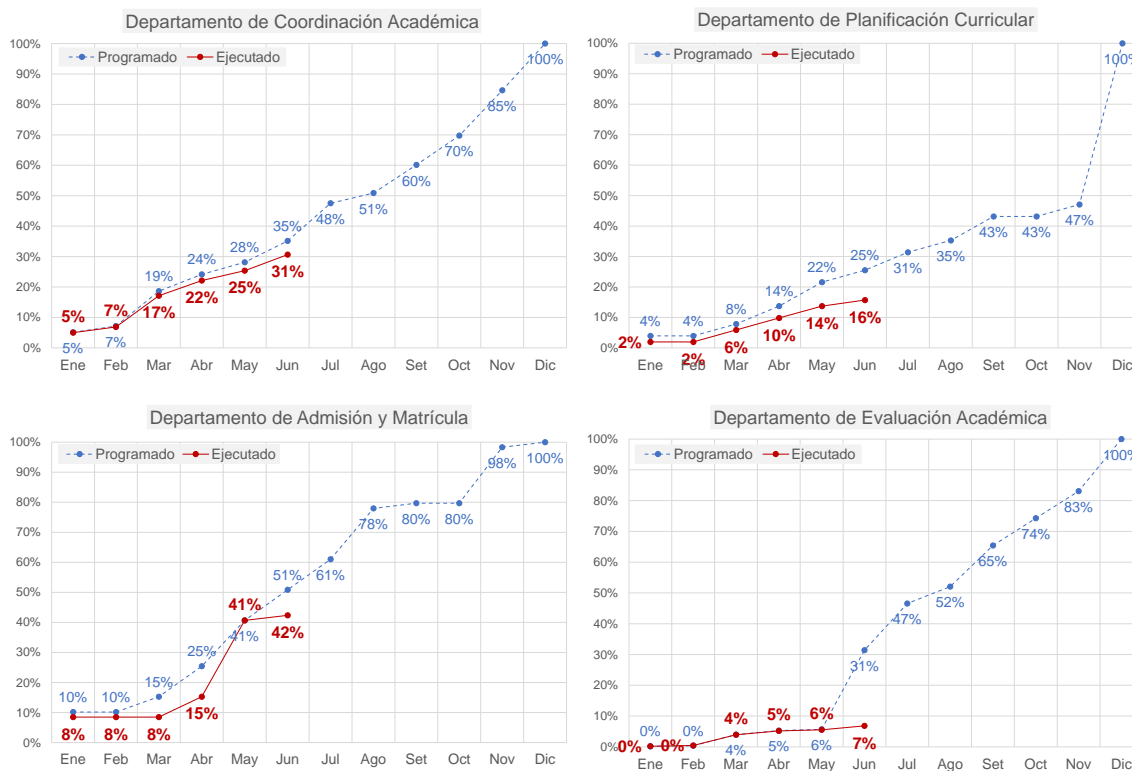 Departamento de Coordinación Académica
100%
90%
80%
70%
60%
50%
40%
30%
20%
10%
0%
Programado Ejecutado
5% 7% 19% 24% 28% 35% 48% 51% 60% 70% 85% 100%
5% 7% 17% 22% 25% 31%
Ene Feb Mar Abr May Jun Jul Ago Set Oct Nov Dic
Departamento de Planificación Curricular
100%
90%
80%
70%
60%
50%
40%
30%
20%
10%
0%
Programado Ejecutado
4% 4% 8% 14% 22% 25% 31% 35% 43% 43% 47% 100%
2% 2% 6% 10% 14% 16%
Ene Feb Mar Abr May Jun Jul Ago Set Oct Nov Dic
Departamento de Admisión y Matrícula
100%
90%
80%
70%
60%
50%
40%
30%
20%
10%
0%
Programado Ejecutado
10% 10% 15% 25% 41% 51% 61% 78% 80% 80% 98% 100%
8% 8% 8% 15% 41% 42%
Ene Feb Mar Abr May Jun Jul Ago Set Oct Nov Dic
Departamento de Evaluación Académica
100%
90%
80%
70%
60%
50%
40%
30%
20%
10%
0%
Programado Ejecutado
0% 0% 4% 5% 6% 31% 47% 52% 65% 74% 83% 100%
0% 0% 4% 5% 6% 7%
Ene Feb Mar Abr May Jun Jul Ago Set Oct Nov Dic